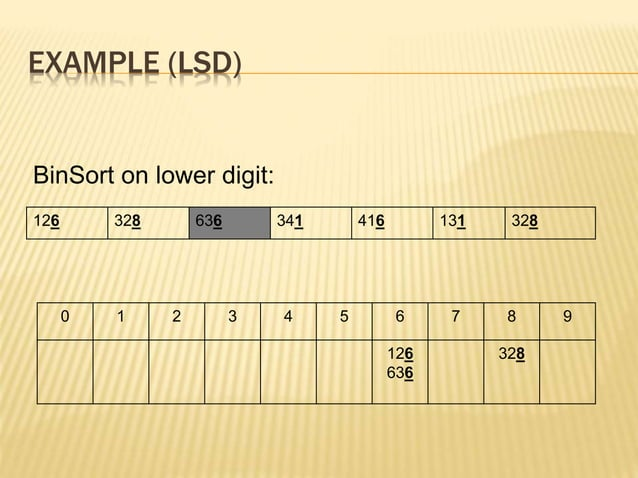 EXAMPLE (LSD)
BinSort on lower digit:
126 328 636 341 416 131 328
0 1 2 3 4 5 6 7 8 9
126 328
636